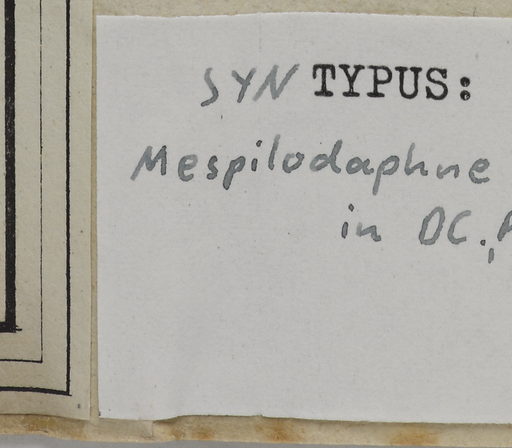 SYN TYPUS:
Mespilodaphne
in DC.,